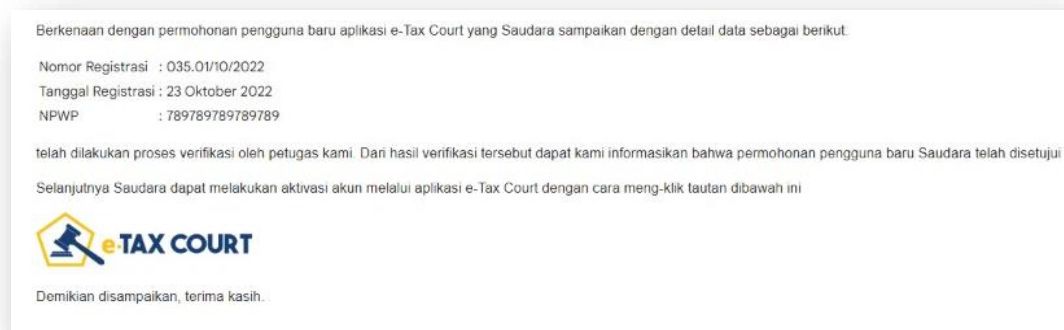 Berkenaan dengan permohonan pengguna baru aplikasi e-Tax Court yang Saudara sampaikan dengan detail data sebagai berikut:
Nomor Registrasi : 035.01/10/2022
Tanggal Registrasi : 23 Oktober 2022
NPWP : 789789789789789
telah dilakukan proses verifikasi oleh petugas kami. Dari hasil verifikasi tersebut dapat kami informasikan bahwa permohonan pengguna baru Saudara telah disetujui
Selanjutnya Saudara dapat melakukan aktivasi akun melalui aplikasi e-Tax Court dengan cara meng-klik tautan dibawah ini
e-TAX COURT
Demikian disampaikan, terima kasih.